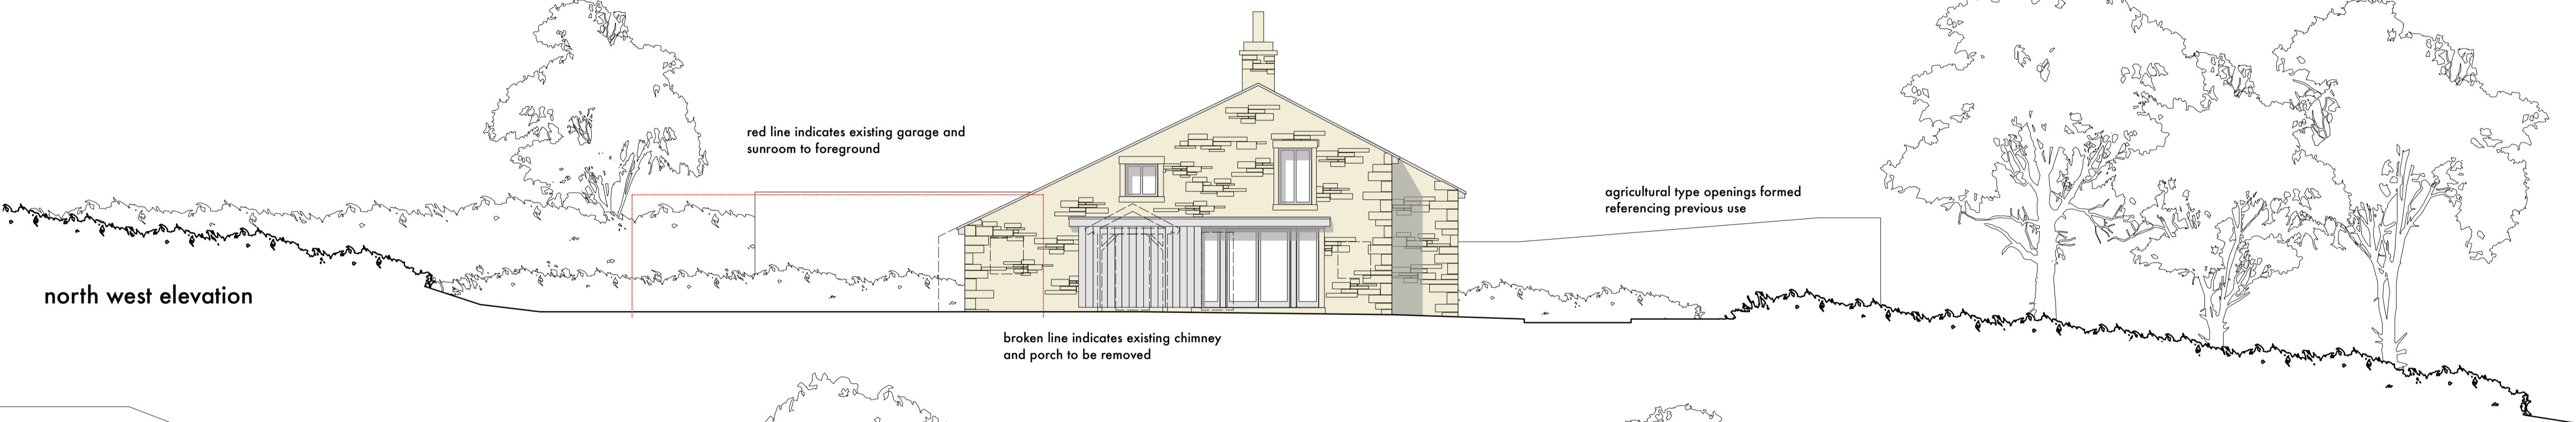 red line indicates existing garage and
sunroom to foreground
agricultural type openings formed
referencing previous use
north west elevation
broken line indicates existing chimney
and porch to be removed